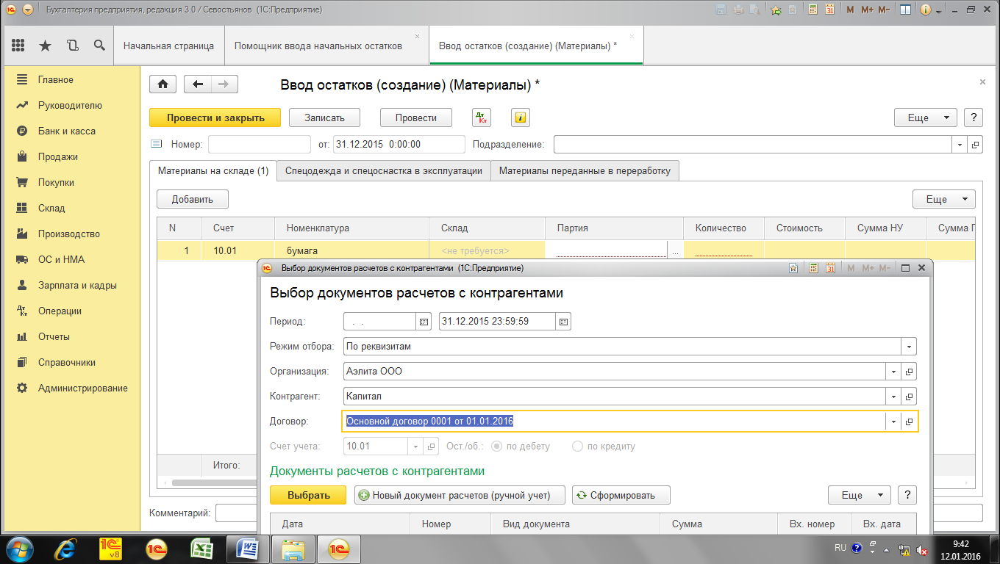 Бухгалтерия предприятия, редакция 3.0 / Севостьянов (1С:Предприятие)
M M+ M-
Начальная страница
Помощник ввода начальных остатков
Ввод остатков (создание) (Материалы) *
Главное
Руководителю
Банк и касса
Продажи
Покупки
Склад
Производство
ОС и НМА
Зарплата и кадры
Операции
Отчеты
Справочники
Администрирование
Ввод остатков (создание) (Материалы) *
Провести и закрыть
Записать
Провести
Дт Кт
Еще
?
Номер:
от: 31.12.2015 0:00:00
Подразделение:
Материалы на складе (1)
Спецодежда и спецоснастка в эксплуатации
Материалы переданные в переработку
Добавить
Еще
N Счет Номенклатура Склад Партия Количество Стоимость Сумма НУ Сумма
1 10.01 бумага <не требуется> ...
Итого:
Комментарий:
Выбор документов расчетов с контрагентами (1С:Предприятие)
M M+ M-
Выбор документов расчетов с контрагентами
Период: . . 31.12.2015 23:59:59
Режим отбора: По реквизитам
Организация: Аэлита ООО
Контрагент: Капитал
Договор: Основной договор 0001 от 01.01.2016
Счет учета: 10.01 Ост./об.: по дебету по кредиту
Документы расчетов с контрагентами
Выбрать
Новый документ расчетов (ручной учет)
Сформировать
Еще
?
Дата Номер Вид документа Сумма Вх. номер Вх. дата
RU
9:42
12.01.2016